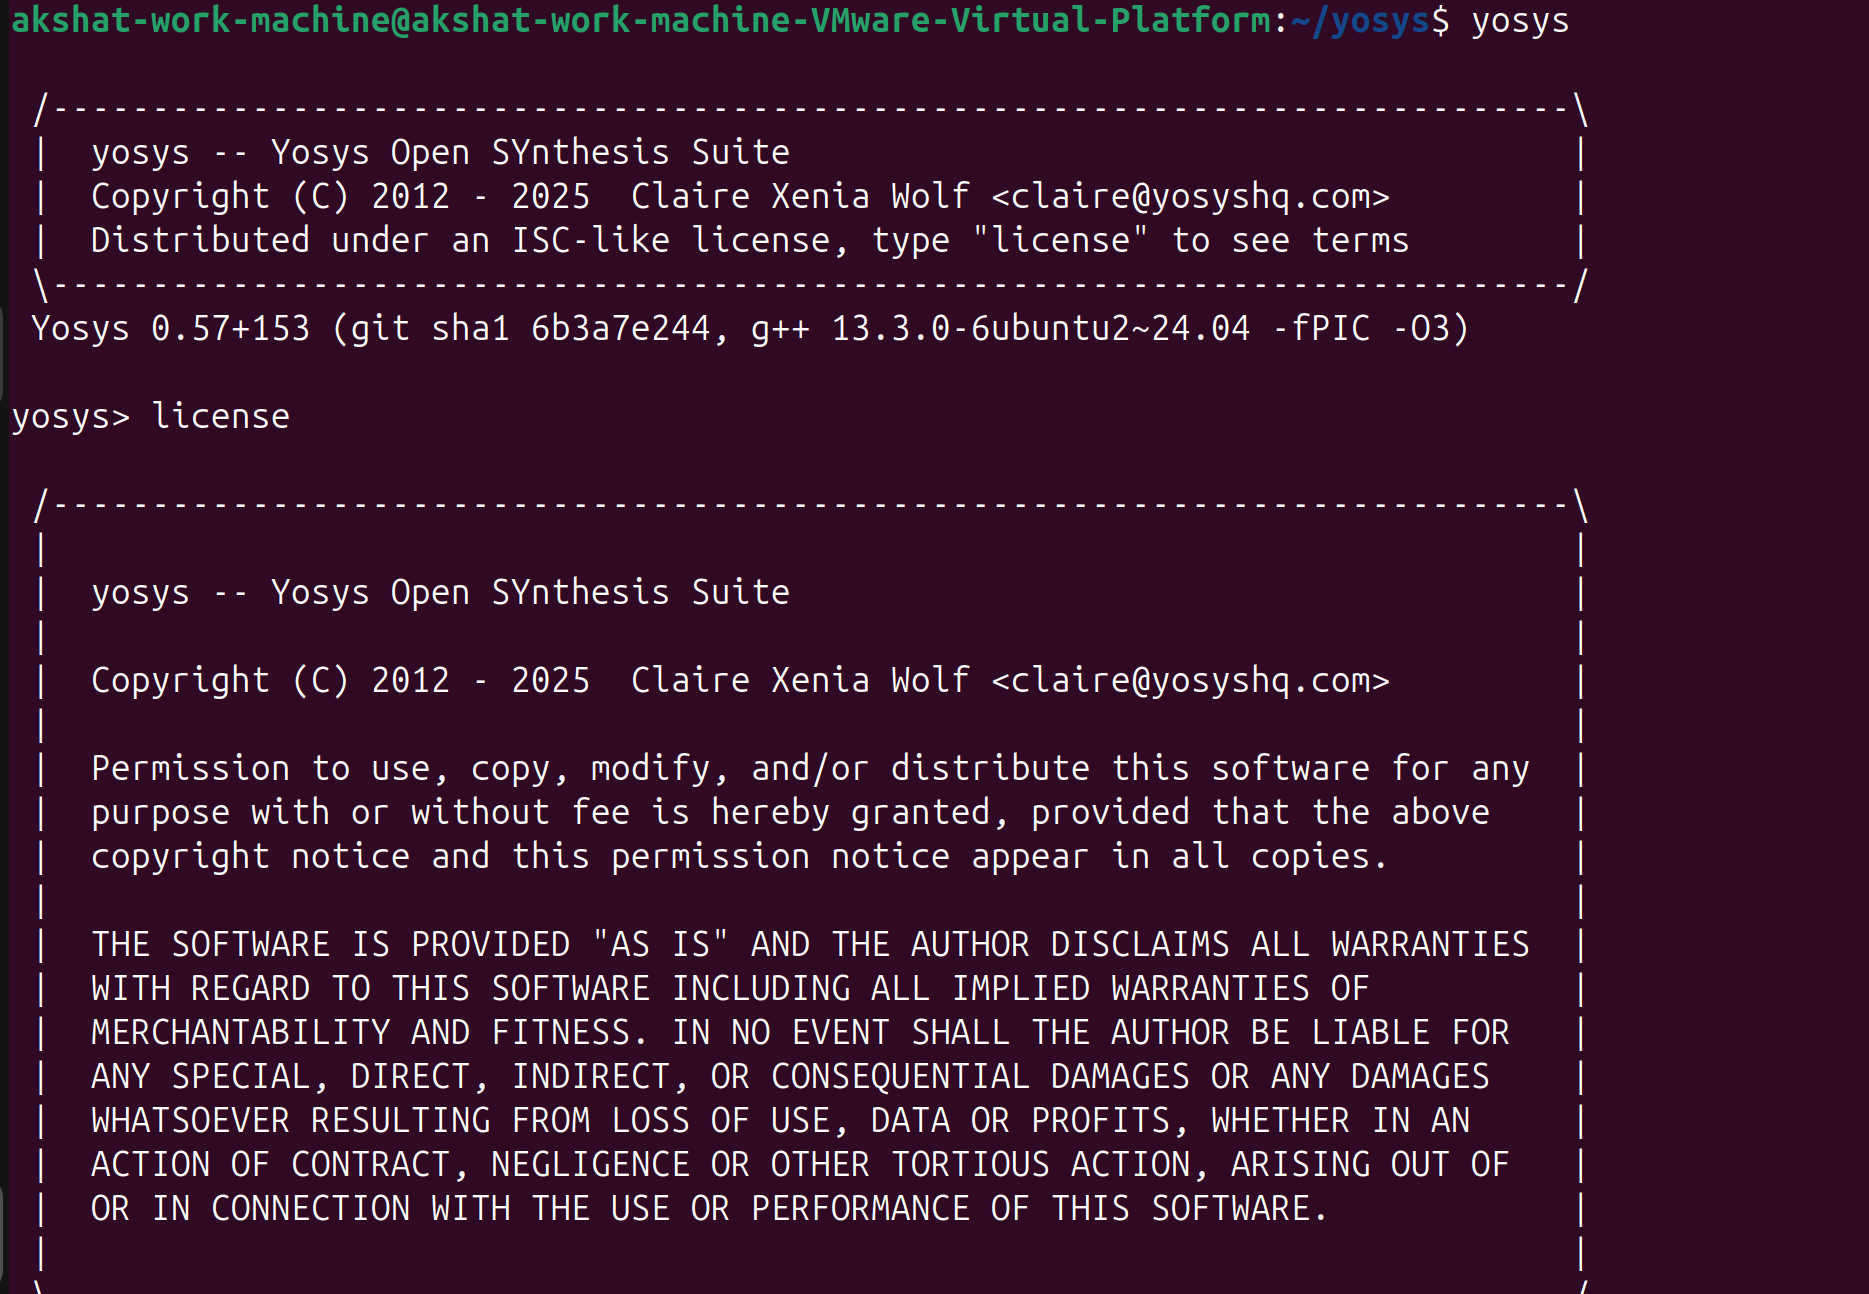 akshat-work-machine@akshat-work-machine-VMware-Virtual-Platform:~/yosys$ yosys
/----------------------------------------------------------------------------\
|  yosys -- Yosys Open SYnthesis Suite                                       |
|  Copyright (C) 2012 - 2025  Claire Xenia Wolf <claire@yosyshq.com>         |
|  Distributed under an ISC-like license, type "license" to see terms        |
\----------------------------------------------------------------------------/
Yosys 0.57+153 (git sha1 6b3a7e244, g++ 13.3.0-6ubuntu2~24.04 -fPIC -O3)
yosys> license
/----------------------------------------------------------------------------\
|                                                                            |
|  yosys -- Yosys Open SYnthesis Suite                                       |
|                                                                            |
|  Copyright (C) 2012 - 2025  Claire Xenia Wolf <claire@yosyshq.com>         |
|                                                                            |
|  Permission to use, copy, modify, and/or distribute this software for any  |
|  purpose with or without fee is hereby granted, provided that the above    |
|  copyright notice and this permission notice appear in all copies.         |
|                                                                            |
|  THE SOFTWARE IS PROVIDED "AS IS" AND THE AUTHOR DISCLAIMS ALL WARRANTIES  |
|  WITH REGARD TO THIS SOFTWARE INCLUDING ALL IMPLIED WARRANTIES OF          |
|  MERCHANTABILITY AND FITNESS. IN NO EVENT SHALL THE AUTHOR BE LIABLE FOR   |
|  ANY SPECIAL, DIRECT, INDIRECT, OR CONSEQUENTIAL DAMAGES OR ANY DAMAGES    |
|  WHATSOEVER RESULTING FROM LOSS OF USE, DATA OR PROFITS, WHETHER IN AN     |
|  ACTION OF CONTRACT, NEGLIGENCE OR OTHER TORTIOUS ACTION, ARISING OUT OF   |
|  OR IN CONNECTION WITH THE USE OR PERFORMANCE OF THIS SOFTWARE.            |
|                                                                            |